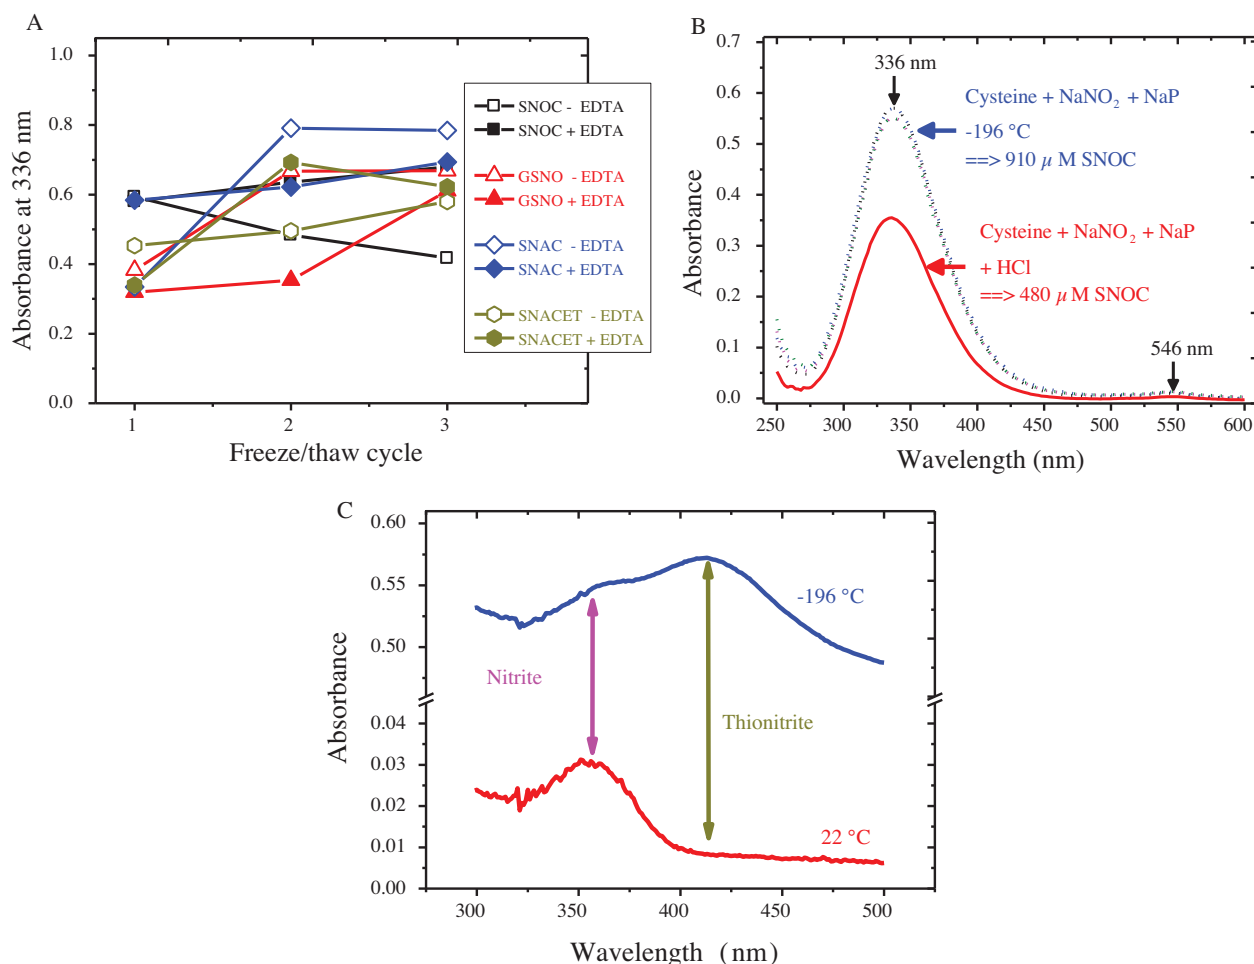 A
Absorbance at 336 nm
1.0
0.8
0.6
0.4
0.2
0.0
1
2
3
Freeze/thaw cycle
SNOC - EDTA
SNOC + EDTA
GSNO - EDTA
GSNO + EDTA
SNAC - EDTA
SNAC + EDTA
SNACET - EDTA
SNACET + EDTA
B
Absorbance
0.7
0.6
0.5
0.4
0.3
0.2
0.1
0.0
336 nm
Cysteine + NaNO₂ + NaP
-196 °C
==> 910 µ M SNOC
Cysteine + NaNO₂ + NaP
+ HCl
==> 480 µ M SNOC
546 nm
250
300
350
400
450
500
550
600
Wavelength (nm)
C
Absorbance
0.60
0.55
0.50
0.04
0.03
0.02
0.01
0.00
-196 °C
Nitrite
Thionitrite
22 °C
300
350
400
450
500
Wavelength (nm)